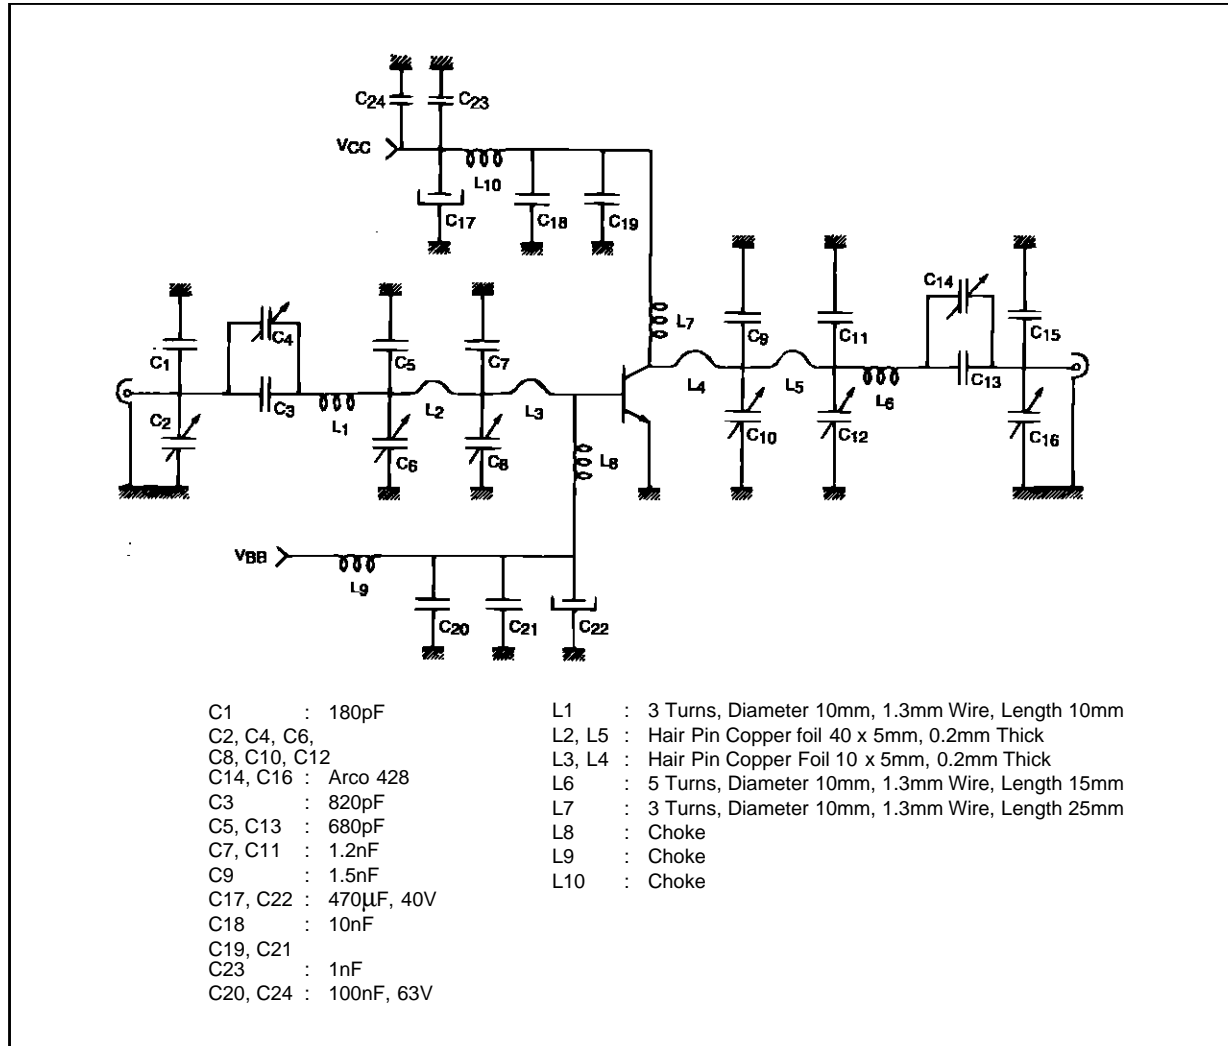 C24
C23
VCC
L10
C17
C18
C19
C14
C4
L7
C9
C11
C15
C1
C5
C7
L4
L5
C13
L6
C2
C3
L1
L2
L3
C10
C12
C16
C6
C8
L8
VBB
L9
C20
C21
C22
C1 : 180pF
C2, C4, C6,
C8, C10, C12
C14, C16 : Arco 428
C3 : 820pF
C5, C13 : 680pF
C7, C11 : 1.2nF
C9 : 1.5nF
C17, C22 : 470μF, 40V
C18 : 10nF
C19, C21
C23 : 1nF
C20, C24 : 100nF, 63V
L1 : 3 Turns, Diameter 10mm, 1.3mm Wire, Length 10mm
L2, L5 : Hair Pin Copper foil 40 x 5mm, 0.2mm Thick
L3, L4 : Hair Pin Copper Foil 10 x 5mm, 0.2mm Thick
L6 : 5 Turns, Diameter 10mm, 1.3mm Wire, Length 15mm
L7 : 3 Turns, Diameter 10mm, 1.3mm Wire, Length 25mm
L8 : Choke
L9 : Choke
L10 : Choke